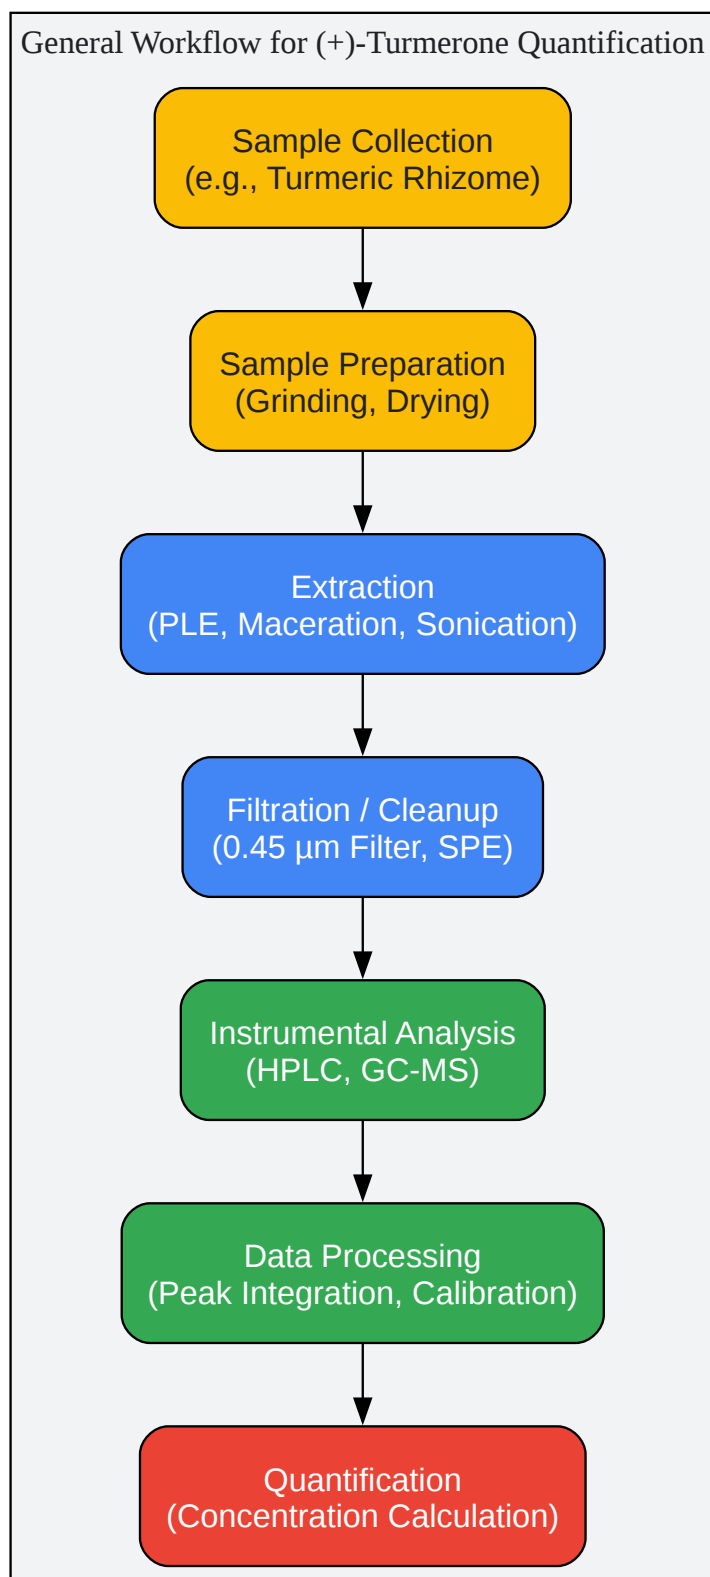 General Workflow for (+)-Turmerone Quantification
Sample Collection
(e.g., Turmeric Rhizome)
Sample Preparation
(Grinding, Drying)
Extraction
(PLE, Maceration, Sonication)
Filtration / Cleanup
(0.45 µm Filter, SPE)
Instrumental Analysis
(HPLC, GC-MS)
Data Processing
(Peak Integration, Calibration)
Quantification
(Concentration Calculation)